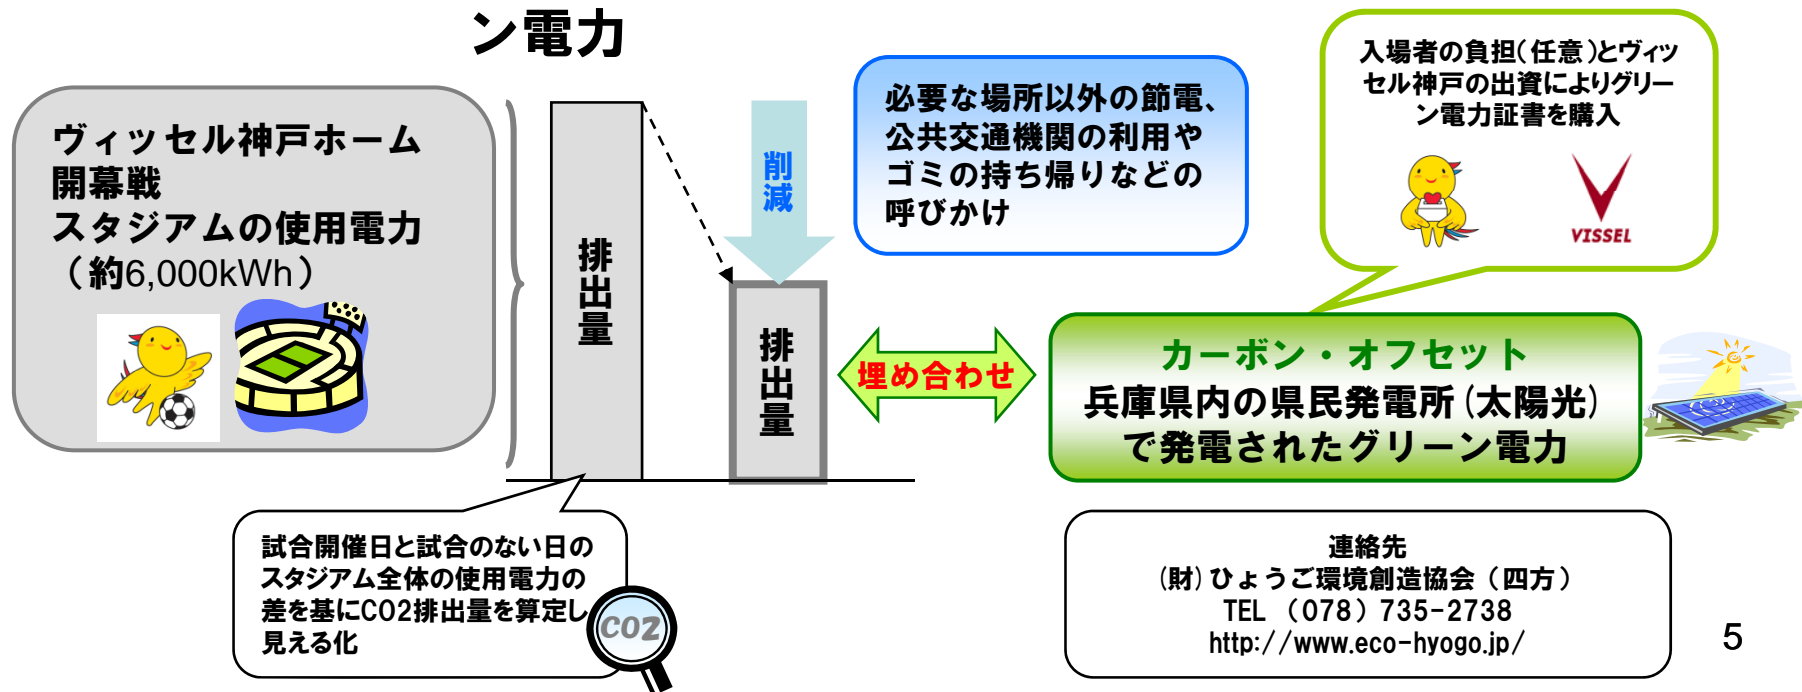 ン電力
ヴィッセル神戸ホーム
開幕戦
スタジアムの使用電力
（約6,000kWh）
排出量
削減
排出量
必要な場所以外の節電、
公共交通機関の利用や
ゴミの持ち帰りなどの
呼びかけ
入場者の負担(任意)とヴィッ
セル神戸の出資によりグリー
ン電力証書を購入
VISSEL
埋め合わせ
カーボン・オフセット
兵庫県内の県民発電所(太陽光)
で発電されたグリーン電力
試合開催日と試合のない日の
スタジアム全体の使用電力の
差を基にCO2排出量を算定し
見える化
CO2
連絡先
(財)ひょうご環境創造協会（四方）
TEL （078）735-2738
http://www.eco-hyogo.jp/
5